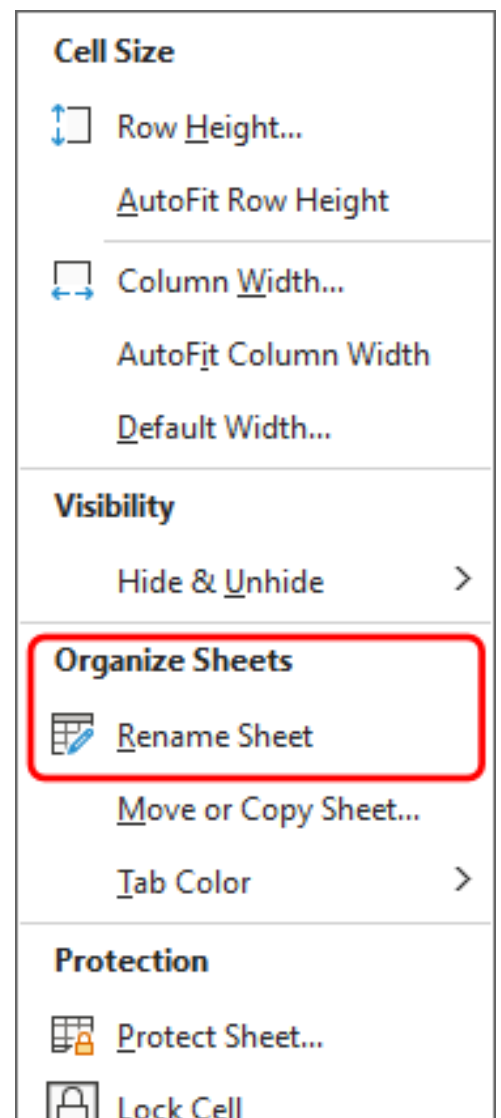 Cell Size
Row Height...
AutoFit Row Height
Column Width...
AutoFit Column Width
Default Width...
Visibility
Hide & Unhide
Organize Sheets
Rename Sheet
Move or Copy Sheet...
Tab Color
Protection
Protect Sheet...
Lock Cell